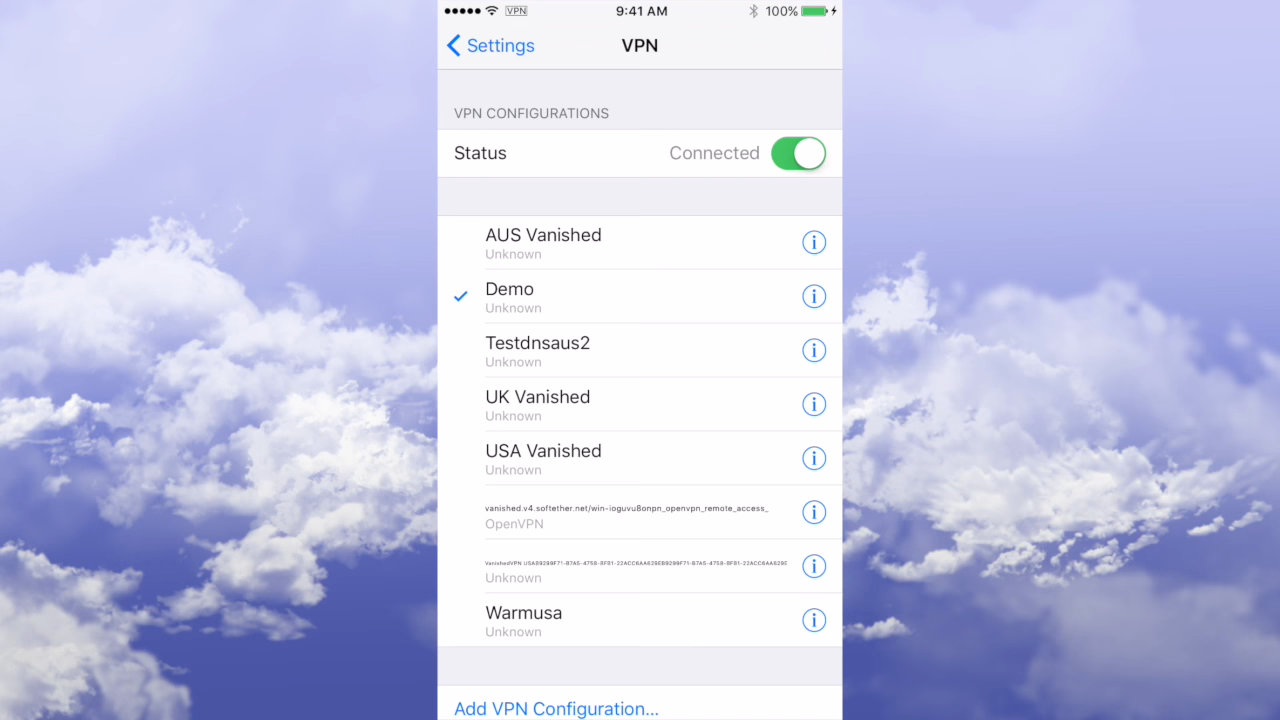 VPN 9:41 AM 100%
Settings VPN
VPN CONFIGURATIONS
Status Connected
AUS Vanished
Unknown
Demo
Unknown
Testdnsaus2
Unknown
UK Vanished
Unknown
USA Vanished
Unknown
vanished.v4.softether.net/win-ioguvu8onpn_openvpn_remote_access_
OpenVPN
VanishedVPN
Unknown
Warmusa
Unknown
Add VPN Configuration...